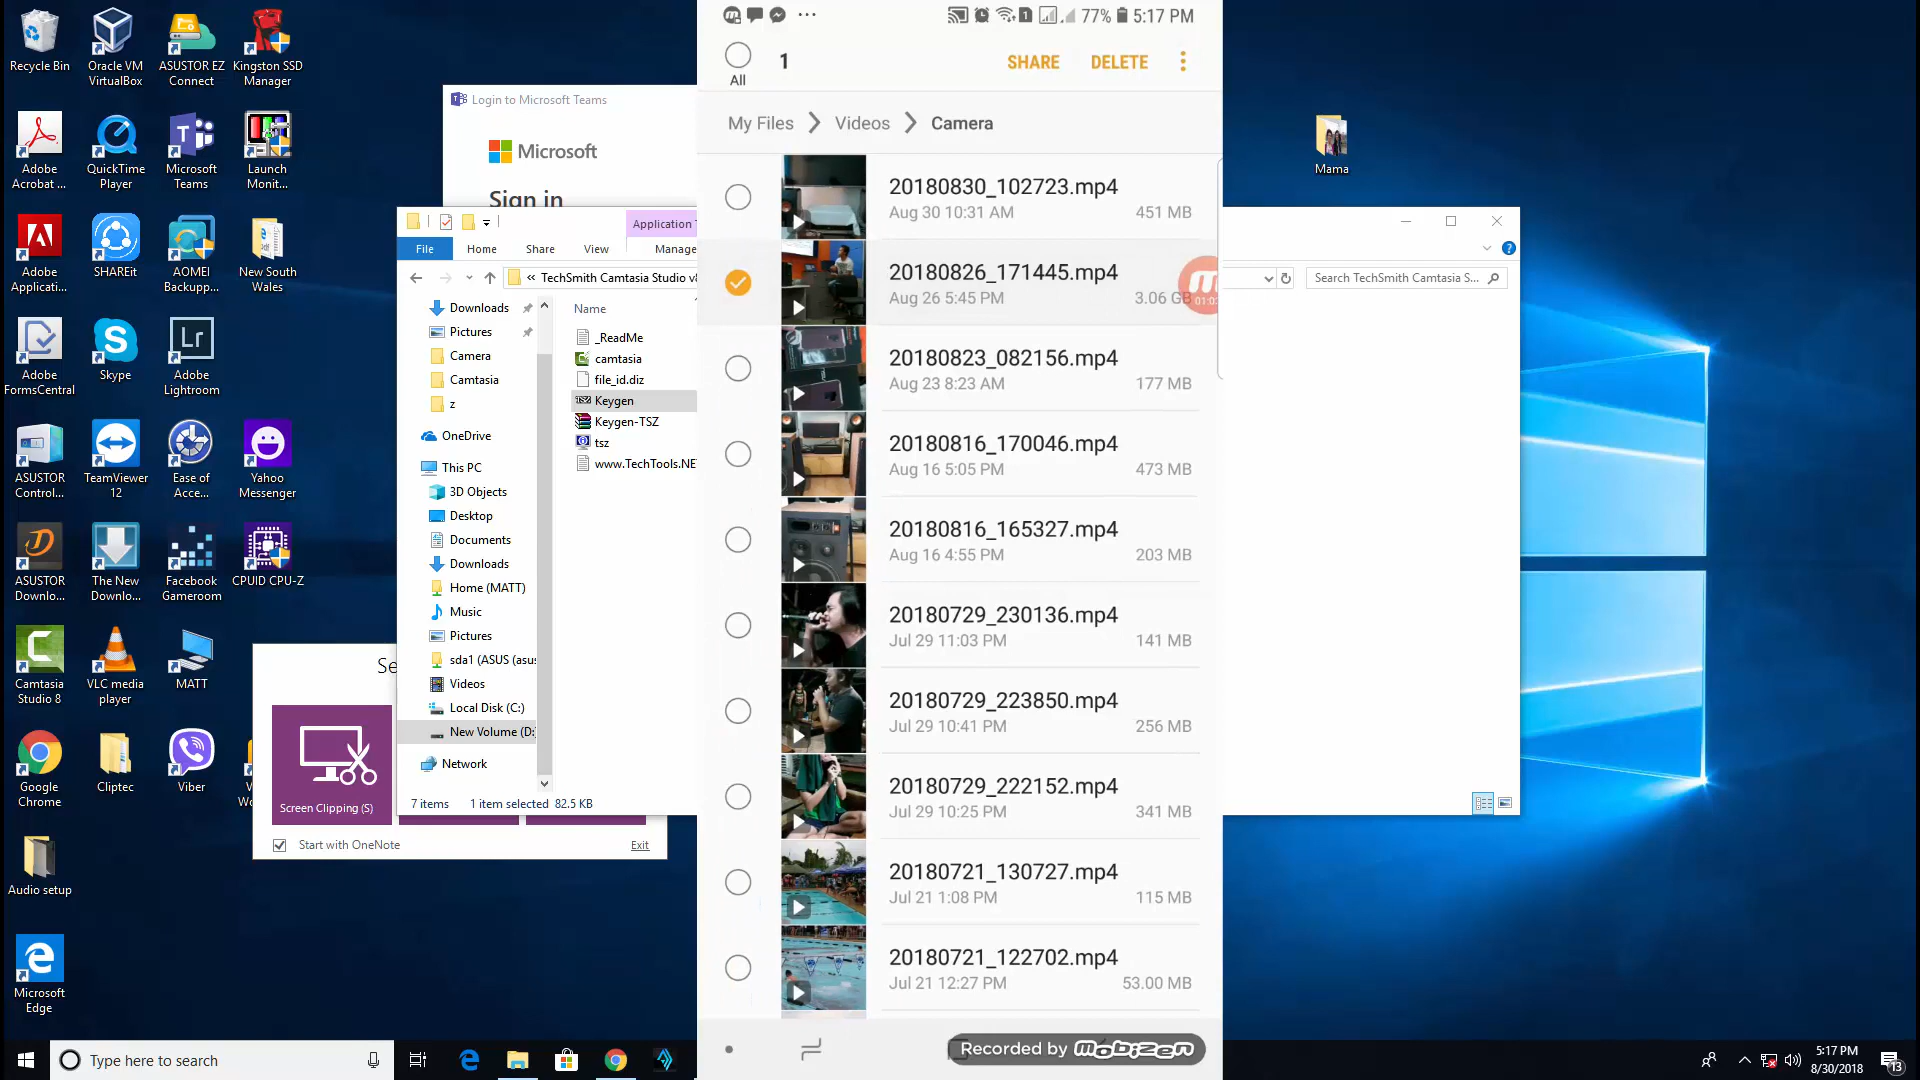 Recycle Bin
Oracle VM
VirtualBox
ASUSTOR EZ
Connect
Kingston SSD
Manager
Adobe
Acrobat ...
QuickTime
Player
Microsoft
Teams
Launch
Monit...
Adobe
Applicati...
SHAREit
AOMEI
Backupp...
New South
Wales
Adobe
FormsCentral
Skype
Adobe
Lightroom
ASUSTOR
Control...
TeamViewer
12
Ease of
Acce...
Yahoo
Messenger
ASUSTOR
Downlo...
The New
Downlo...
Facebook
Gameroom
CPUID CPU-Z
Camtasia
Studio 8
VLC media
player
MATT
Google
Chrome
Cliptec
Viber
Audio setup
Microsoft
Edge
Mama
Login to Microsoft Teams
Microsoft
Sign in
Application
File
Home
Share
View
Manage
« TechSmith Camtasia Studio v
Search TechSmith Camtasia S...
Downloads
Pictures
Camera
Camtasia
z
OneDrive
This PC
3D Objects
Desktop
Documents
Downloads
Home (MATT)
Music
Pictures
sda1 (ASUS (asu
Videos
Local Disk (C:)
New Volume (D:
Network
Name
_ReadMe
camtasia
file_id.diz
Keygen
Keygen-TSZ
tsz
www.TechTools.NE
7 items
1 item selected 82.5 KB
Se
Screen Clipping (S)
Start with OneNote
Exit
77% 5:17 PM
All
1
SHARE
DELETE
My Files
Videos
Camera
20180830_102723.mp4
Aug 30 10:31 AM 451 MB
20180826_171445.mp4
Aug 26 5:45 PM 3.06 GB
01:0
20180823_082156.mp4
Aug 23 8:23 AM 177 MB
20180816_170046.mp4
Aug 16 5:05 PM 473 MB
20180816_165327.mp4
Aug 16 4:55 PM 203 MB
20180729_230136.mp4
Jul 29 11:03 PM 141 MB
20180729_223850.mp4
Jul 29 10:41 PM 256 MB
20180729_222152.mp4
Jul 29 10:25 PM 341 MB
20180721_130727.mp4
Jul 21 1:08 PM 115 MB
20180721_122702.mp4
Jul 21 12:27 PM 53.00 MB
Recorded by mobizen
Type here to search
5:17 PM
8/30/2018
13